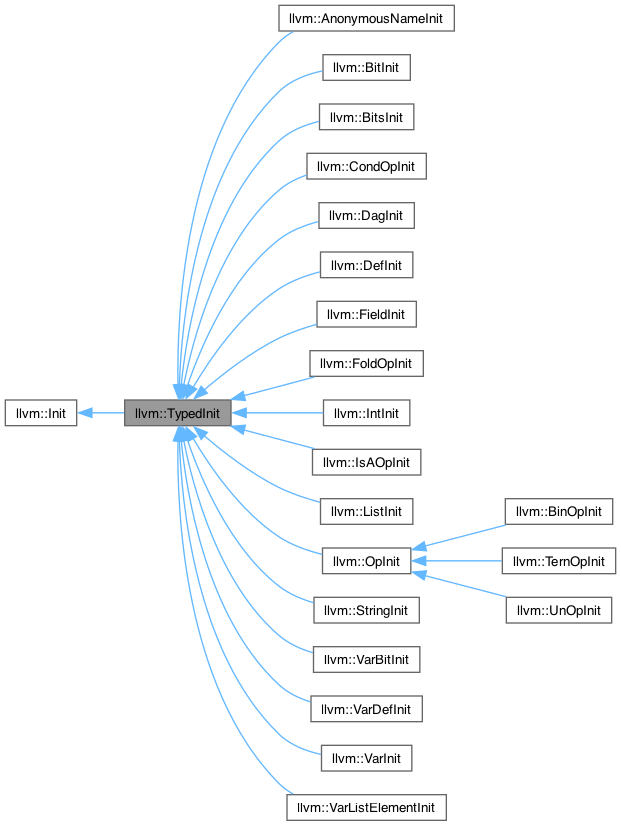 llvm::AnonymousNameInit
llvm::BitInit
llvm::BitsInit
llvm::CondOpInit
llvm::DagInit
llvm::DefInit
llvm::FieldInit
llvm::FoldOpInit
llvm::Init
llvm::TypedInit
llvm::IntInit
llvm::IsAOpInit
llvm::ListInit
llvm::BinOpInit
llvm::OpInit
llvm::TernOpInit
llvm::StringInit
llvm::UnOpInit
llvm::VarBitInit
llvm::VarDefInit
llvm::VarInit
llvm::VarListElementInit